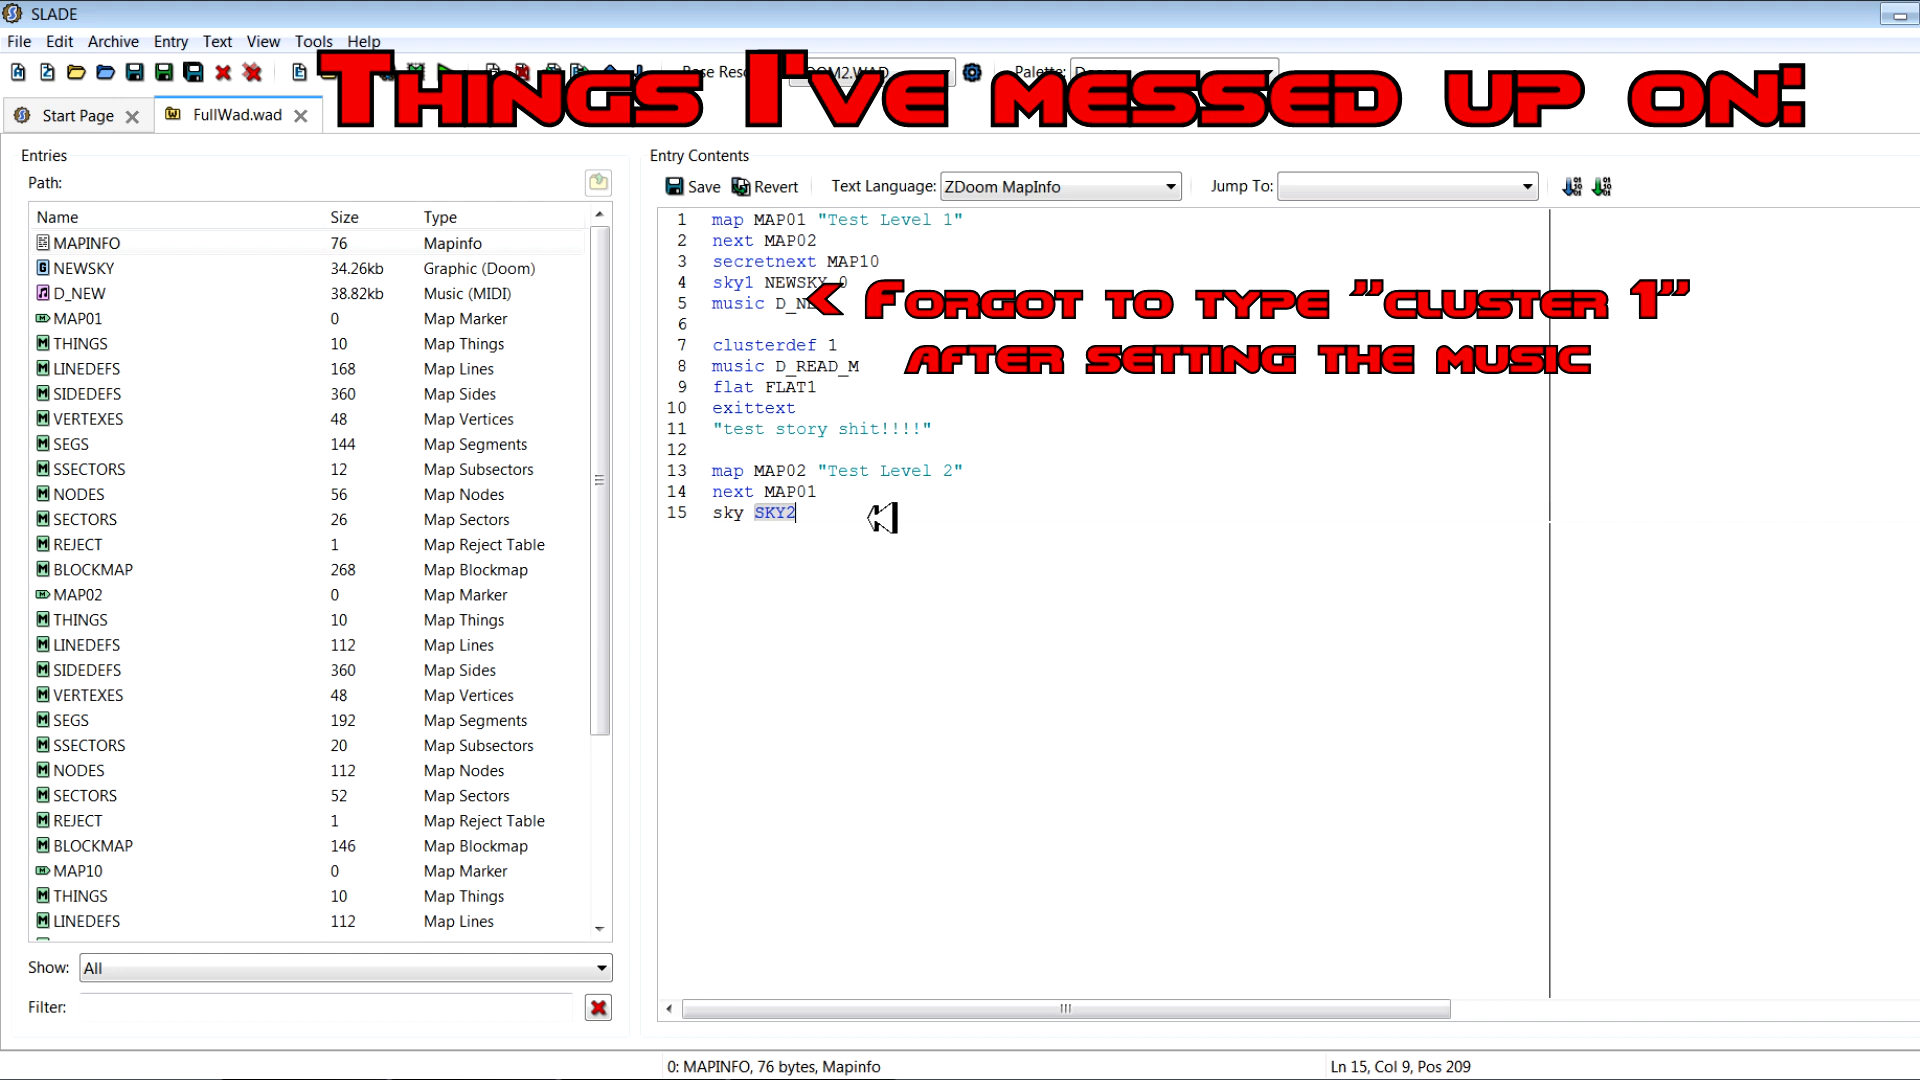 SLADE
File Edit Archive Entry Text View Tools Help
Things I've messed up on:
Start Page FullWad.wad
Entries
Path:
Name Size Type
MAPINFO 76 Mapinfo
NEWSKY 34.26kb Graphic (Doom)
D_NEW 38.82kb Music (MIDI)
MAP01 0 Map Marker
THINGS 10 Map Things
LINEDEFS 168 Map Lines
SIDEDEFS 360 Map Sides
VERTEXES 48 Map Vertices
SEGS 144 Map Segments
SSECTORS 12 Map Subsectors
NODES 56 Map Nodes
SECTORS 26 Map Sectors
REJECT 1 Map Reject Table
BLOCKMAP 268 Map Blockmap
MAP02 0 Map Marker
THINGS 10 Map Things
LINEDEFS 112 Map Lines
SIDEDEFS 360 Map Sides
VERTEXES 48 Map Vertices
SEGS 192 Map Segments
SSECTORS 20 Map Subsectors
NODES 112 Map Nodes
SECTORS 52 Map Sectors
REJECT 1 Map Reject Table
BLOCKMAP 146 Map Blockmap
MAP10 0 Map Marker
THINGS 10 Map Things
LINEDEFS 112 Map Lines
Show: All
Filter:
Entry Contents
Save Revert Text Language: ZDoom MapInfo Jump To:
1 map MAP01 "Test Level 1"
2 next MAP02
3 secretnext MAP10
4 sky1 NEWSKY 0
5 music
< Forgot to type "cluster 1"
after setting the music
6
7 clusterdef 1
8 music D_READ_M
9 flat FLAT1
10 exittext
11 "test story shit!!!!"
12
13 map MAP02 "Test Level 2"
14 next MAP01
15 sky SKY2
0: MAPINFO, 76 bytes, Mapinfo
Ln 15, Col 9, Pos 209